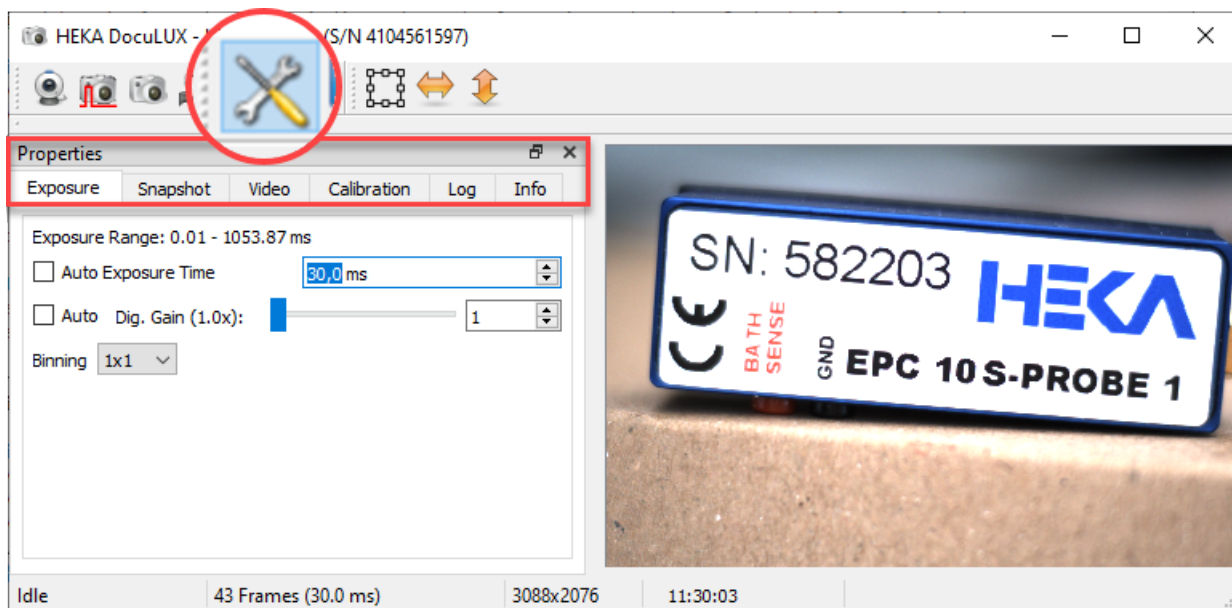 HEKA DocuLUX - (S/N 4104561597)
Properties
Exposure Snapshot Video Calibration Log Info
Exposure Range: 0.01 - 1053.87 ms
Auto Exposure Time 30,0 ms
Auto Dig. Gain (1.0x): 1
Binning 1x1
SN: 582203
HEKA
CE
BATH
SENSE
GND
EPC 10 S-PROBE 1
Idle 43 Frames (30.0 ms) 3088x2076 11:30:03